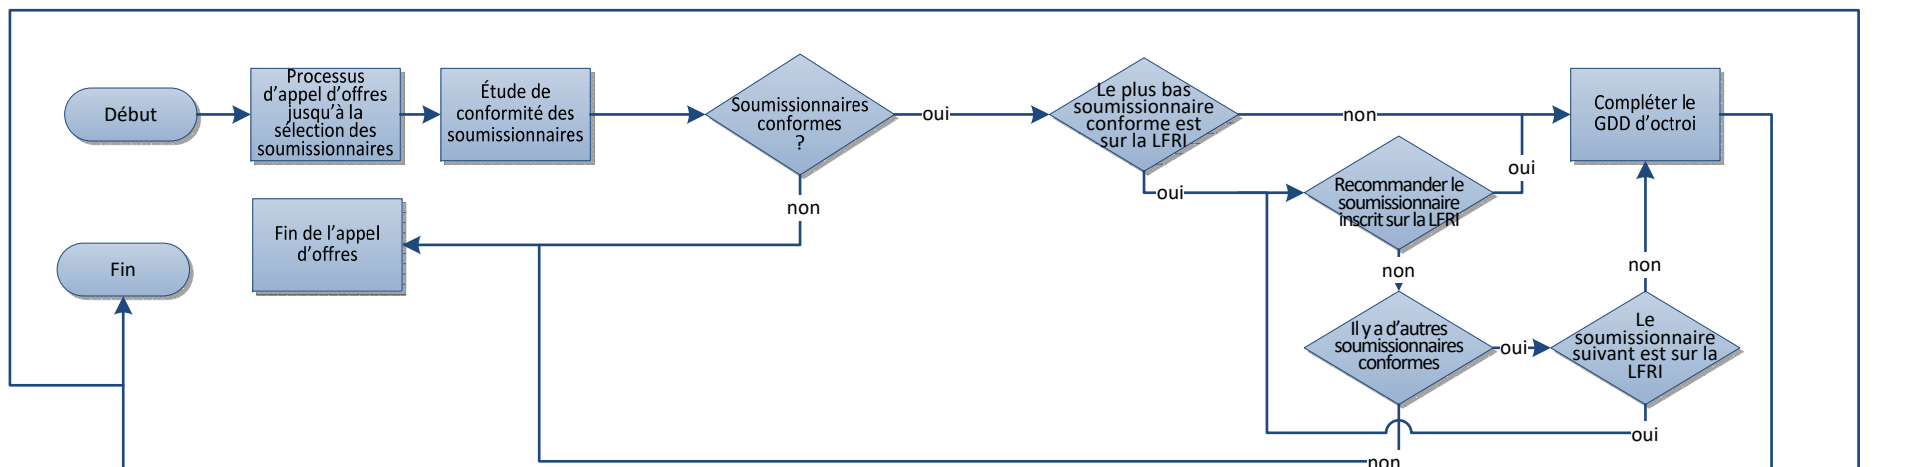 Début
Processus
d’appel d’offres
jusqu’à la
sélection des
soumissionnaires
Étude de
conformité des
soumissionnaires
Soumissionnaires
conformes
?
oui
Le plus bas
soumissionnaire
conforme est
sur la LFRI
non
Compléter le
GDD d’octroi
oui
Recommander le
soumissionnaire
inscrit sur la LFRI
oui
non
Fin de l’appel
d’offres
Fin
non
non
Il y a d’autres
soumissionnaires
conformes
oui
Le
soumissionnaire
suivant est sur la
LFRI
oui
non